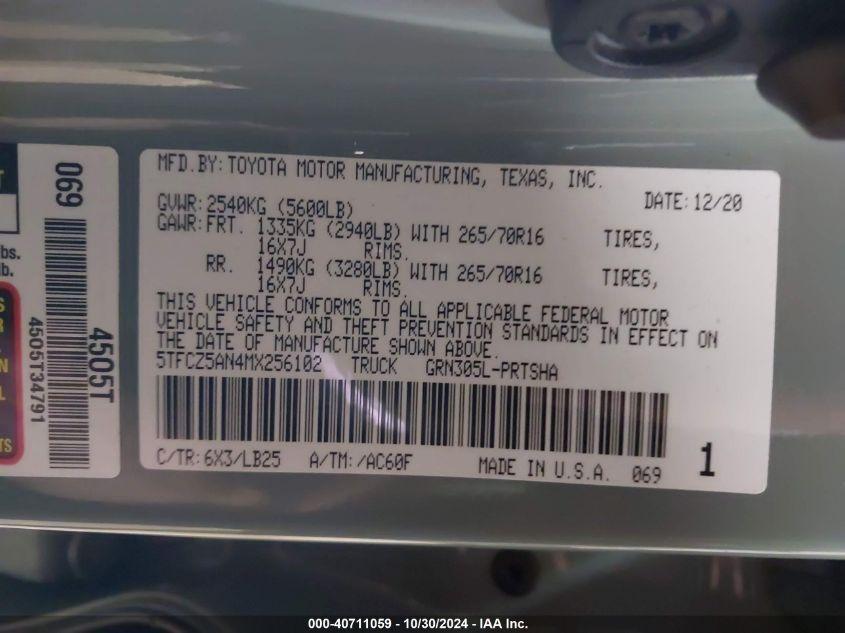 T
lbs.
lb.
S
R
N
L
TS
069
4505T
4505T34791
MFD.BY:TOYOTA MOTOR MANUFACTURING, TEXAS, INC.
DATE:12/20
GVWR:2540KG (5600LB)
GAWR:FRT. 1335KG (2940LB) WITH 265/70R16 TIRES,
16X7J RIMS.
RR. 1490KG (3280LB) WITH 265/70R16 TIRES,
16X7J RIMS.
THIS VEHICLE CONFORMS TO ALL APPLICABLE FEDERAL MOTOR
VEHICLE SAFETY AND THEFT PREVENTION STANDARDS IN EFFECT ON
THE DATE OF MANUFACTURE SHOWN ABOVE.
5TFCZ5AN4MX256102 TRUCK GRN305L-PRTSHA
C/TR:6X3/LB25 A/TM:/AC60F MADE IN U.S.A. 069 1
000-40711059 / 10/30/2024 - IAA Inc.